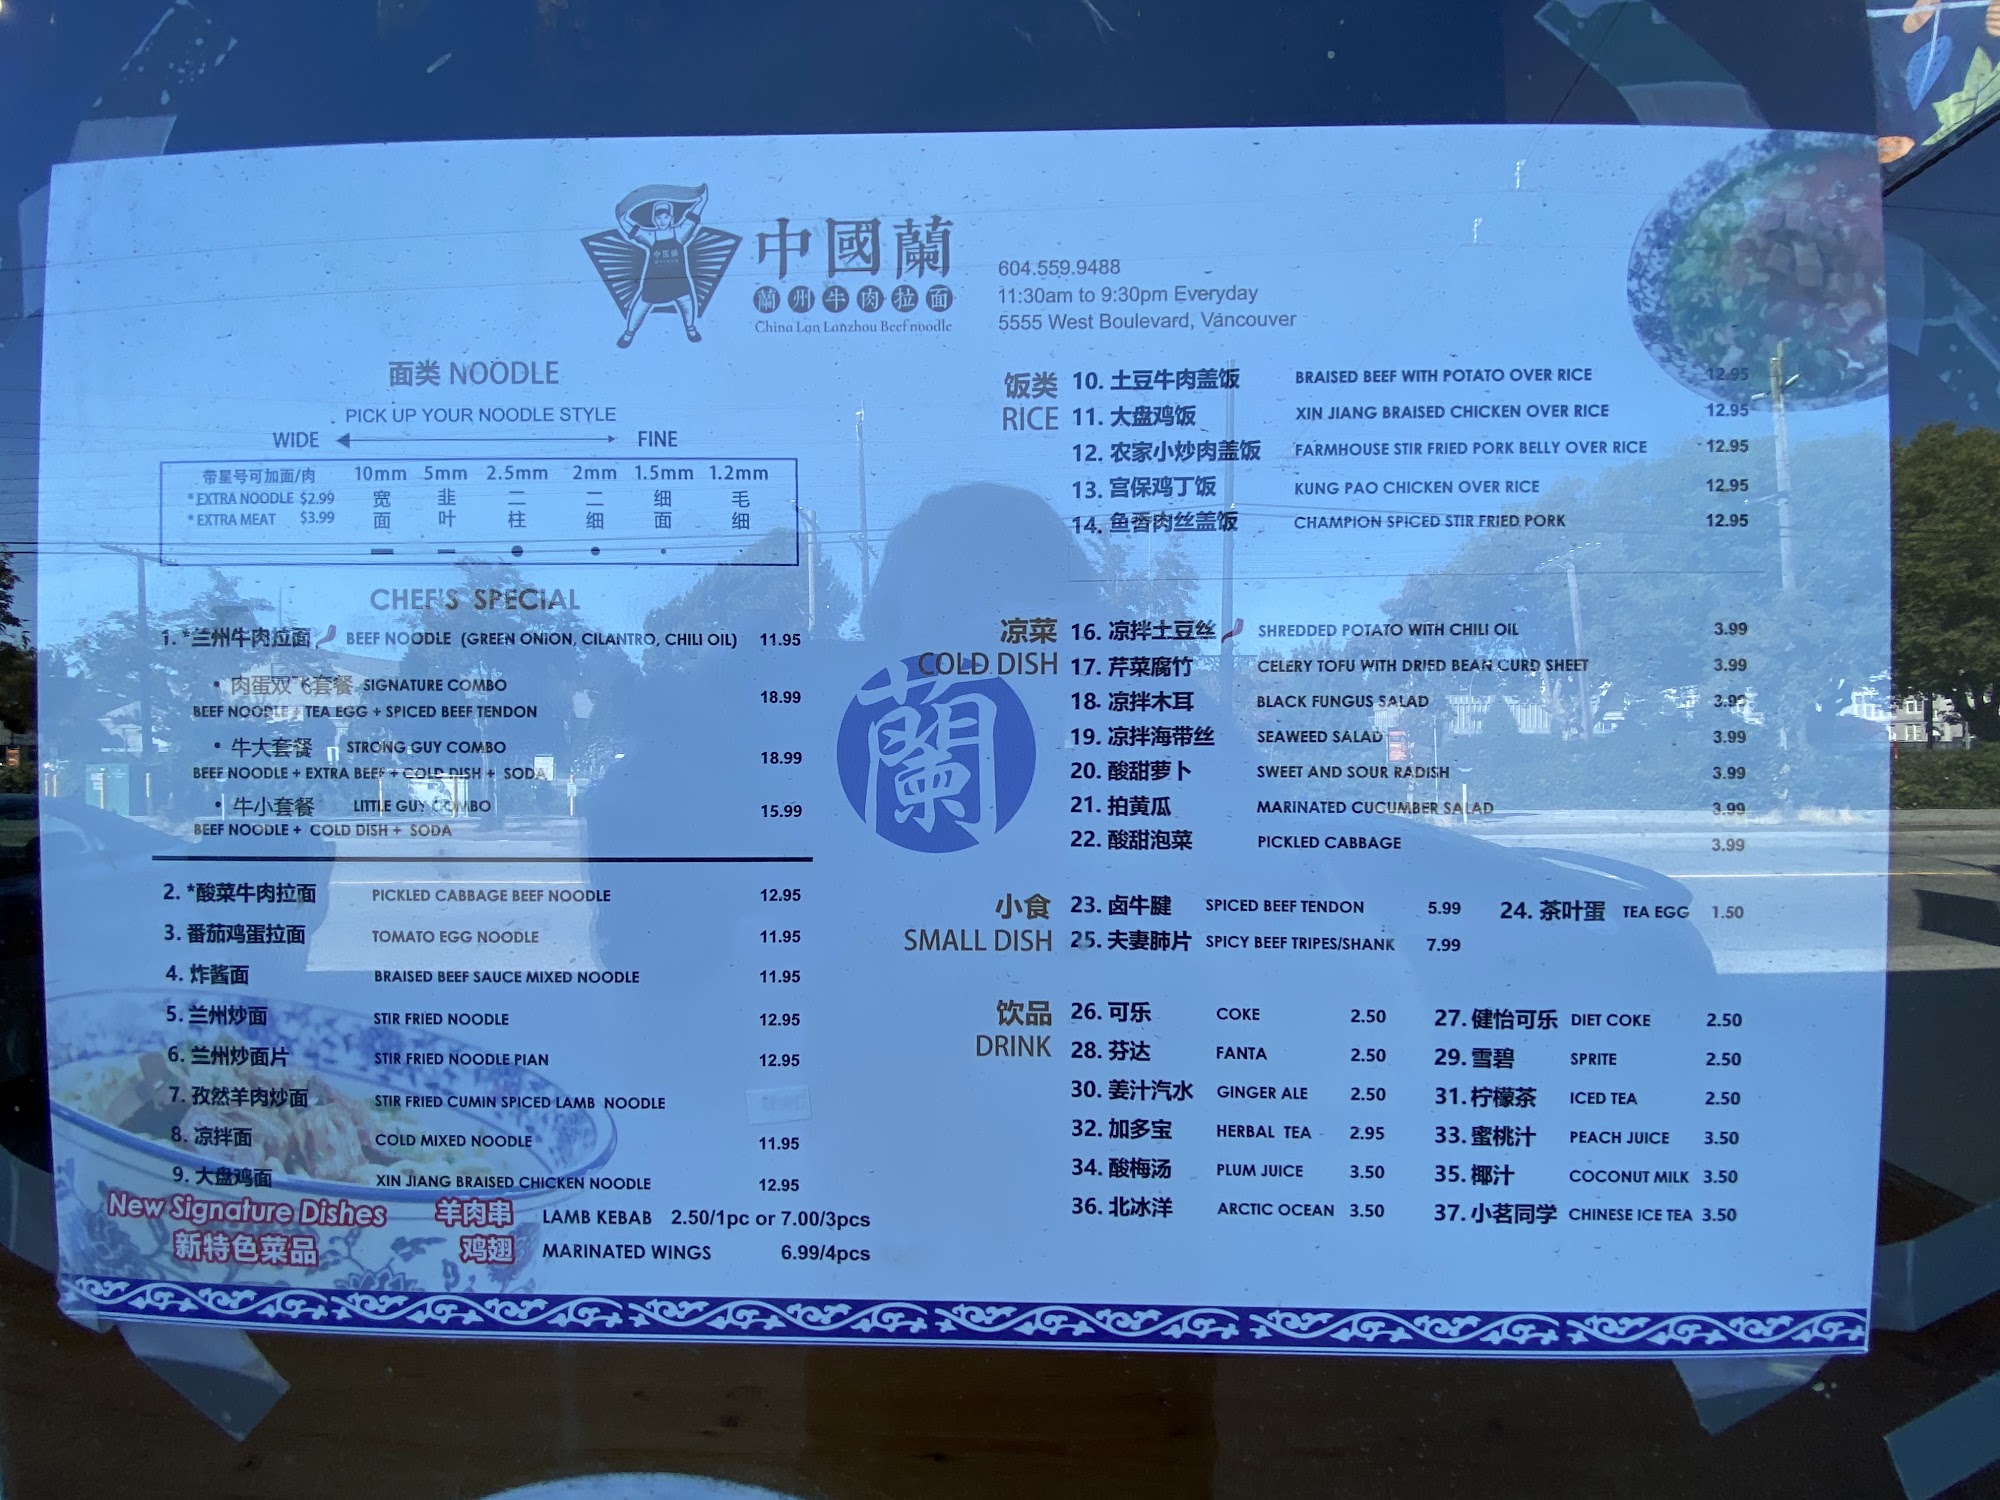 中國蘭
蘭州牛肉拉面
China Lan Lanzhou Beef noodle
604.559.9488
11:30am to 9:30pm Everyday
5555 West Boulevard, Vancouver
面类 NOODLE
PICK UP YOUR NOODLE STYLE
WIDE FINE
带星号可加面/肉 10mm 5mm 2.5mm 2mm 1.5mm 1.2mm
* EXTRA NOODLE $2.99 宽 韭 二 二 细 毛
* EXTRA MEAT $3.99 面 叶 柱 细 面 细
CHEF'S SPECIAL
1. *兰州牛肉拉面 BEEF NOODLE (GREEN ONION, CILANTRO, CHILI OIL) 11.95
• 肉蛋双飞套餐 SIGNATURE COMBO
BEEF NOODLE + TEA EGG + SPICED BEEF TENDON 18.99
• 牛大套餐 STRONG GUY COMBO
BEEF NOODLE + EXTRA BEEF + COLD DISH + SODA 18.99
• 牛小套餐 LITTLE GUY COMBO
BEEF NOODLE + COLD DISH + SODA 15.99
2. *酸菜牛肉拉面 PICKLED CABBAGE BEEF NOODLE 12.95
3. 番茄鸡蛋拉面 TOMATO EGG NOODLE 11.95
4. 炸酱面 BRAISED BEEF SAUCE MIXED NOODLE 11.95
5. 兰州炒面 STIR FRIED NOODLE 12.95
6. 兰州炒面片 STIR FRIED NOODLE PIAN 12.95
7. 孜然羊肉炒面 STIR FRIED CUMIN SPICED LAMB NOODLE
8. 凉拌面 COLD MIXED NOODLE 11.95
9. 大盘鸡面 XIN JIANG BRAISED CHICKEN NOODLE 12.95
New Signature Dishes 羊肉串 LAMB KEBAB 2.50/1pc or 7.00/3pcs
新特色菜品 鸡翅 MARINATED WINGS 6.99/4pcs
蘭
饭类
RICE
10. 土豆牛肉盖饭 BRAISED BEEF WITH POTATO OVER RICE 12.95
11. 大盘鸡饭 XIN JIANG BRAISED CHICKEN OVER RICE 12.95
12. 农家小炒肉盖饭 FARMHOUSE STIR FRIED PORK BELLY OVER RICE 12.95
13. 宫保鸡丁饭 KUNG PAO CHICKEN OVER RICE 12.95
14. 鱼香肉丝盖饭 CHAMPION SPICED STIR FRIED PORK 12.95
凉菜
COLD DISH
16. 凉拌土豆丝 SHREDDED POTATO WITH CHILI OIL 3.99
17. 芹菜腐竹 CELERY TOFU WITH DRIED BEAN CURD SHEET 3.99
18. 凉拌木耳 BLACK FUNGUS SALAD 3.99
19. 凉拌海带丝 SEAWEED SALAD 3.99
20. 酸甜萝卜 SWEET AND SOUR RADISH 3.99
21. 拍黄瓜 MARINATED CUCUMBER SALAD 3.99
22. 酸甜泡菜 PICKLED CABBAGE 3.99
小食
SMALL DISH
23. 卤牛腱 SPICED BEEF TENDON 5.99 24. 茶叶蛋 TEA EGG 1.50
25. 夫妻肺片 SPICY BEEF TRIPES/SHANK 7.99
饮品
DRINK
26. 可乐 COKE 2.50 27. 健怡可乐 DIET COKE 2.50
28. 芬达 FANTA 2.50 29. 雪碧 SPRITE 2.50
30. 姜汁汽水 GINGER ALE 2.50 31. 柠檬茶 ICED TEA 2.50
32. 加多宝 HERBAL TEA 2.95 33. 蜜桃汁 PEACH JUICE 3.50
34. 酸梅汤 PLUM JUICE 3.50 35. 椰汁 COCONUT MILK 3.50
36. 北冰洋 ARCTIC OCEAN 3.50 37. 小茗同学 CHINESE ICE TEA 3.50